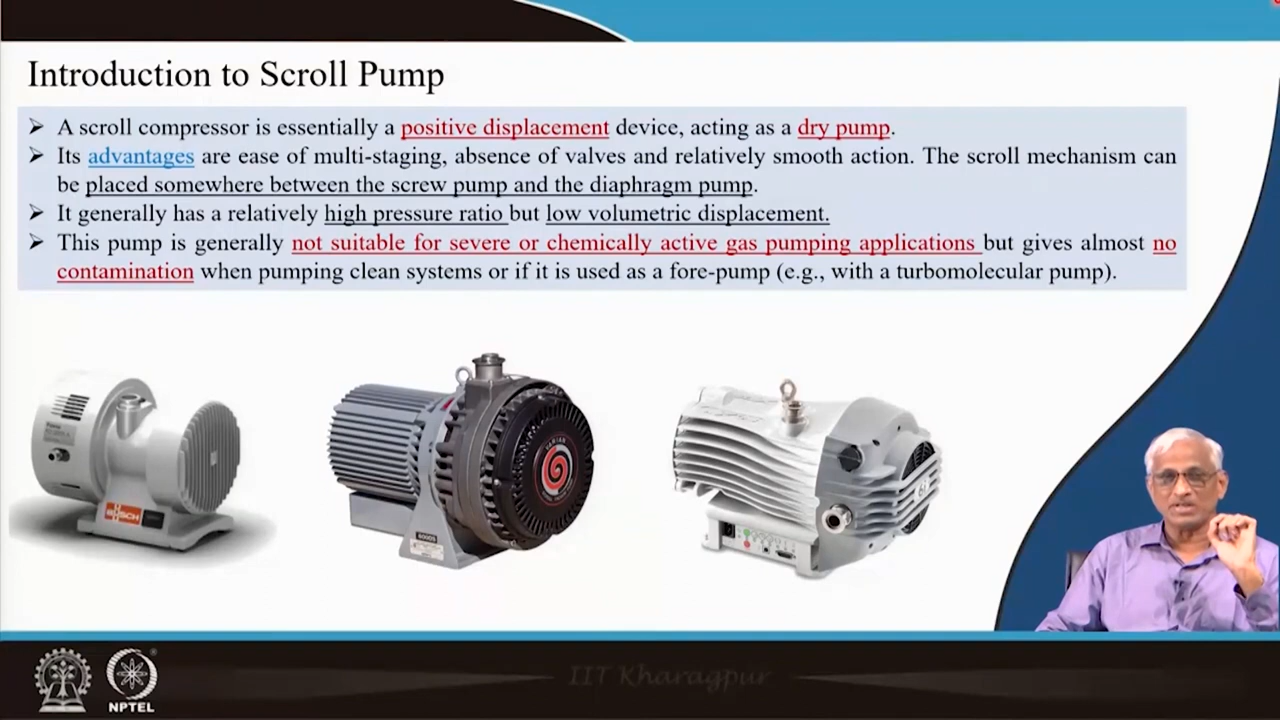 Introduction to Scroll Pump
➢ A scroll compressor is essentially a positive displacement device, acting as a dry pump.
➢ Its advantages are ease of multi-staging, absence of valves and relatively smooth action. The scroll mechanism can
be placed somewhere between the screw pump and the diaphragm pump.
➢ It generally has a relatively high pressure ratio but low volumetric displacement.
➢ This pump is generally not suitable for severe or chemically active gas pumping applications but gives almost no
contamination when pumping clean systems or if it is used as a fore-pump (e.g., with a turbomolecular pump).
VARIAN
BUSCH
NPTEL
IIT Kharagpur